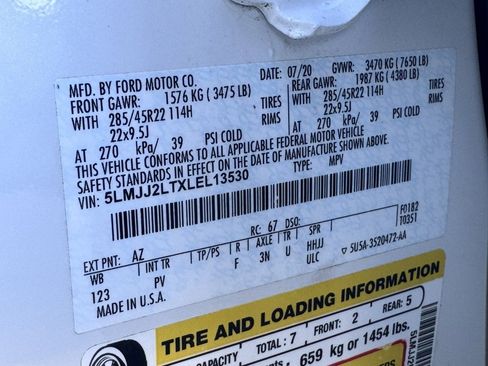 MFD. BY FORD MOTOR CO. DATE: 07/20 GVWR: 3470 KG (7650 LB)
FRONT GAWR: 1576 KG (3475 LB) REAR GAWR: 1987 KG (4380 LB)
WITH 285/45R22 114H TIRES WITH 285/45R22 114H TIRES
22x9.5J RIMS 22x9.5J RIMS
AT 270 kPa/ 39 PSI COLD AT 270 kPa/ 39 PSI COLD
THIS VEHICLE CONFORMS TO ALL APPLICABLE FEDERAL MOTOR VEHICLE
SAFETY STANDARDS IN EFFECT ON THE DATE OF MANUFACTURE SHOWN ABOVE.
VIN: 5LMJJ2LTXLEL13530 TYPE: MPV
F0182
T0351
EXT PNT: AZ RC: 67 DSO:
WB INT TR TP/PS R AXLE TR SPR
123 PV F 3N U HHJJ
ULC
MADE IN U.S.A. 5U5A-3520472-AA
TIRE AND LOADING INFORMATION
CAPACITY TOTAL: 7 FRONT: 2 REAR: 5
659 kg or 1454 lbs.